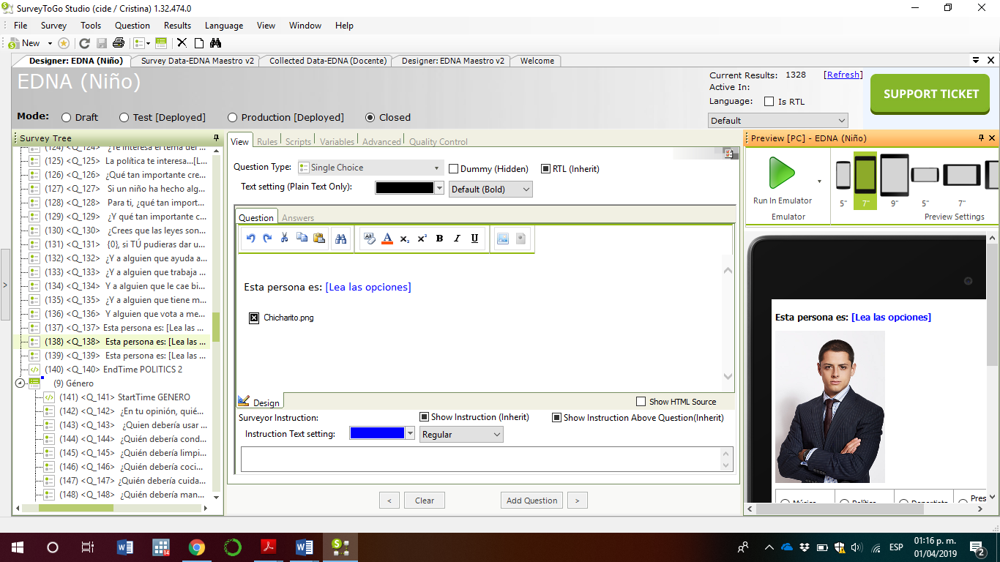 SurveyToGo Studio (cide / Cristina) 1.32.474.0
File Survey Tools Question Results Language View Window Help
New
Designer: EDNA (Niño) Survey Data-EDNA Maestro v2 Collected Data-EDNA (Docente) Designer: EDNA Maestro v2 Welcome
EDNA (Niño)
Current Results: 1328 [Refresh]
Active In:
Language: Is RTL
Default
SUPPORT TICKET
Mode: Draft Test [Deployed] Production [Deployed] Closed
Survey Tree
(124) <Q_124> ¿Te interesa el tema del ...
(125) <Q_125> La política te interesa...[L...
(126) <Q_126> ¿Qué tan importante cre...
(127) <Q_127> Si un niño ha hecho alg...
(128) <Q_128> Para ti, ¿qué tan import...
(129) <Q_129> ¿Y qué tan importante c...
(130) <Q_130> ¿Crees que las leyes son...
(131) <Q_131> {0}, si TÚ pudieras dar u...
(132) <Q_132> ¿Y a alguien que ayuda a...
(133) <Q_133> ¿Y a alguien que trabaja ...
(134) <Q_134> Y a alguien que le cae bi...
(135) <Q_135> ¿Y a alguien que tiene m...
(136) <Q_136> Y alguien que vota a me...
(137) <Q_137> Esta persona es: [Lea las ...
(138) <Q_138> Esta persona es: [Lea las ...
(139) <Q_139> Esta persona es: [Lea las ...
(140) <Q_140> EndTime POLITICS 2
(9) Género
(141) <Q_141> StartTime GENERO
(142) <Q_142> ¿En tu opinión, quié...
(143) <Q_143> ¿Quien debería usar ...
(144) <Q_144> ¿Quién debería cond...
(145) <Q_145> ¿Quién debería limpi...
(146) <Q_146> ¿Quién debería coci...
(147) <Q_147> ¿Quién debería cuida...
(148) <Q_148> ¿Quién debería man...
View Rules Scripts Variables Advanced Quality Control
Question Type: Single Choice Dummy (Hidden) RTL (Inherit)
Text setting (Plain Text Only): Default (Bold)
Question Answers
Esta persona es: [Lea las opciones]
Chicharito.png
Design Show HTML Source
Surveyor Instruction: Show Instruction (Inherit) Show Instruction Above Question(Inherit)
Instruction Text setting: Regular
< Clear Add Question >
Preview [PC] - EDNA (Niño)
Run In Emulator
5" 7" 9" 5" 7"
Emulator Preview Settings
Esta persona es: [Lea las opciones]
Músico Político Deportista Pres
ESP
01:16 p. m.
01/04/2019
2
14